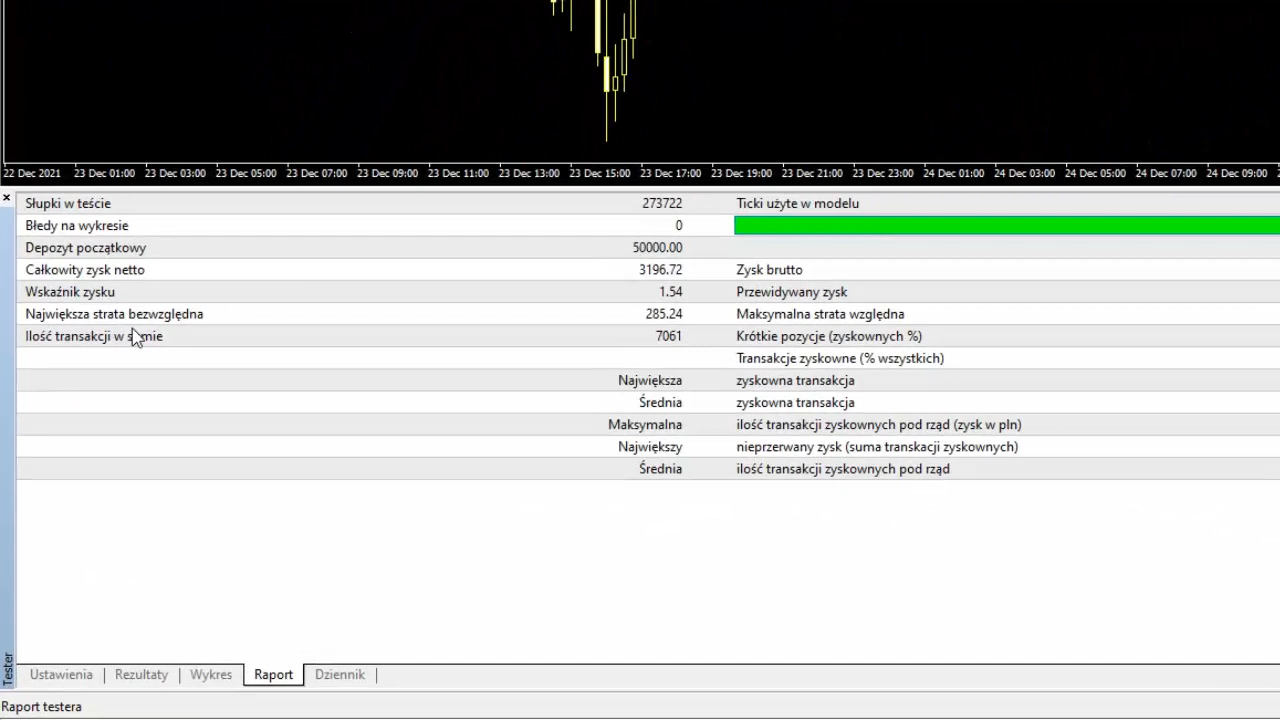 22 Dec 2021 23 Dec 01:00 23 Dec 03:00 23 Dec 05:00 23 Dec 07:00 23 Dec 09:00 23 Dec 11:00 23 Dec 13:00 23 Dec 15:00 23 Dec 17:00 23 Dec 19:00 23 Dec 21:00 23 Dec 23:00 24 Dec 01:00 24 Dec 03:00 24 Dec 05:00 24 Dec 07:00 24 Dec 09:00
Słupki w teście 273722 Ticki użyte w modelu
Błedy na wykresie 0
Depozyt początkowy 50000.00
Całkowity zysk netto 3196.72 Zysk brutto
Wskaźnik zysku 1.54 Przewidywany zysk
Największa strata bezwzględna 285.24 Maksymalna strata względna
Ilość transakcji w sumie 7061 Krótkie pozycje (zyskownych %)
Transakcje zyskowne (% wszystkich)
Największa zyskowna transakcja
Średnia zyskowna transakcja
Maksymalna ilość transakcji zyskownych pod rząd (zysk w pln)
Największy nieprzerwany zysk (suma transkacji zyskownych)
Średnia ilość transakcji zyskownych pod rząd
Tester
Ustawienia Rezultaty Wykres Raport Dziennik
Raport testera